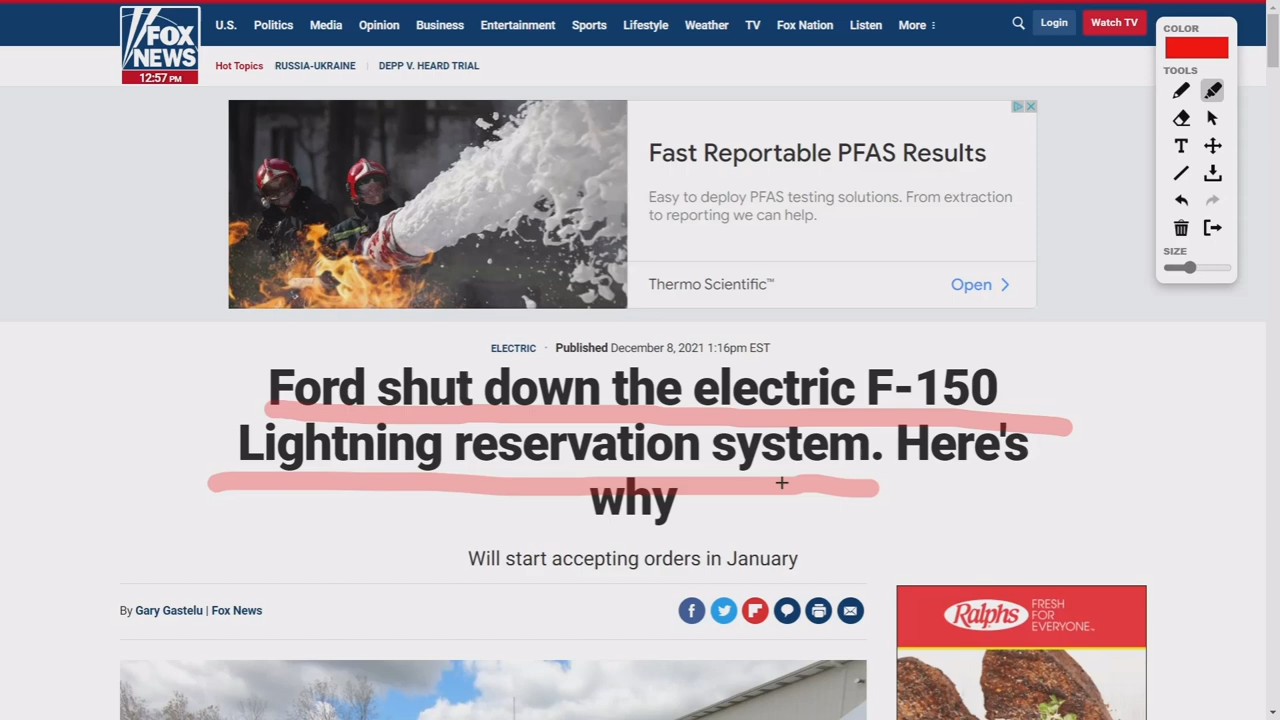 U.S. Politics Media Opinion Business Entertainment Sports Lifestyle Weather TV Fox Nation Listen More
Login
Watch TV
FOX
NEWS
12:57 PM
Hot Topics RUSSIA-UKRAINE DEPP V. HEARD TRIAL
COLOR
TOOLS
T
SIZE
Fast Reportable PFAS Results
Easy to deploy PFAS testing solutions. From extraction
to reporting we can help.
Thermo Scientific™
Open
ELECTRIC · Published December 8, 2021 1:16pm EST
Ford shut down the electric F-150
Lightning reservation system. Here's
why
Will start accepting orders in January
By Gary Gastelu | Fox News
Ralphs FRESH
FOR
EVERYONE™